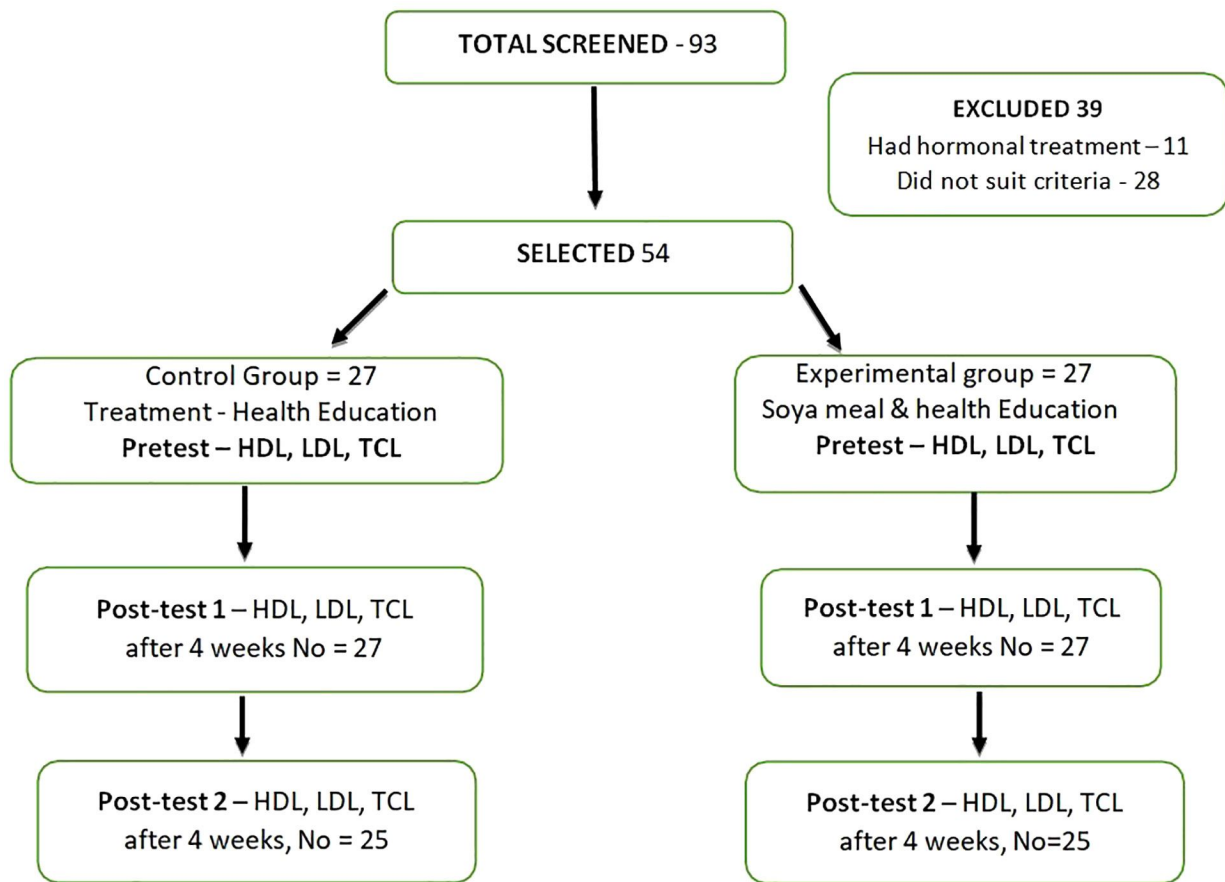 TOTAL SCREENED - 93
EXCLUDED 39
Had hormonal treatment – 11
Did not suit criteria - 28
SELECTED 54
Control Group = 27
Treatment - Health Education
Pretest – HDL, LDL, TCL
Experimental group = 27
Soya meal & health Education
Pretest – HDL, LDL, TCL
Post-test 1 – HDL, LDL, TCL
after 4 weeks No = 27
Post-test 1 – HDL, LDL, TCL
after 4 weeks No = 27
Post-test 2 – HDL, LDL, TCL
after 4 weeks, No = 25
Post-test 2 – HDL, LDL, TCL
after 4 weeks, No=25